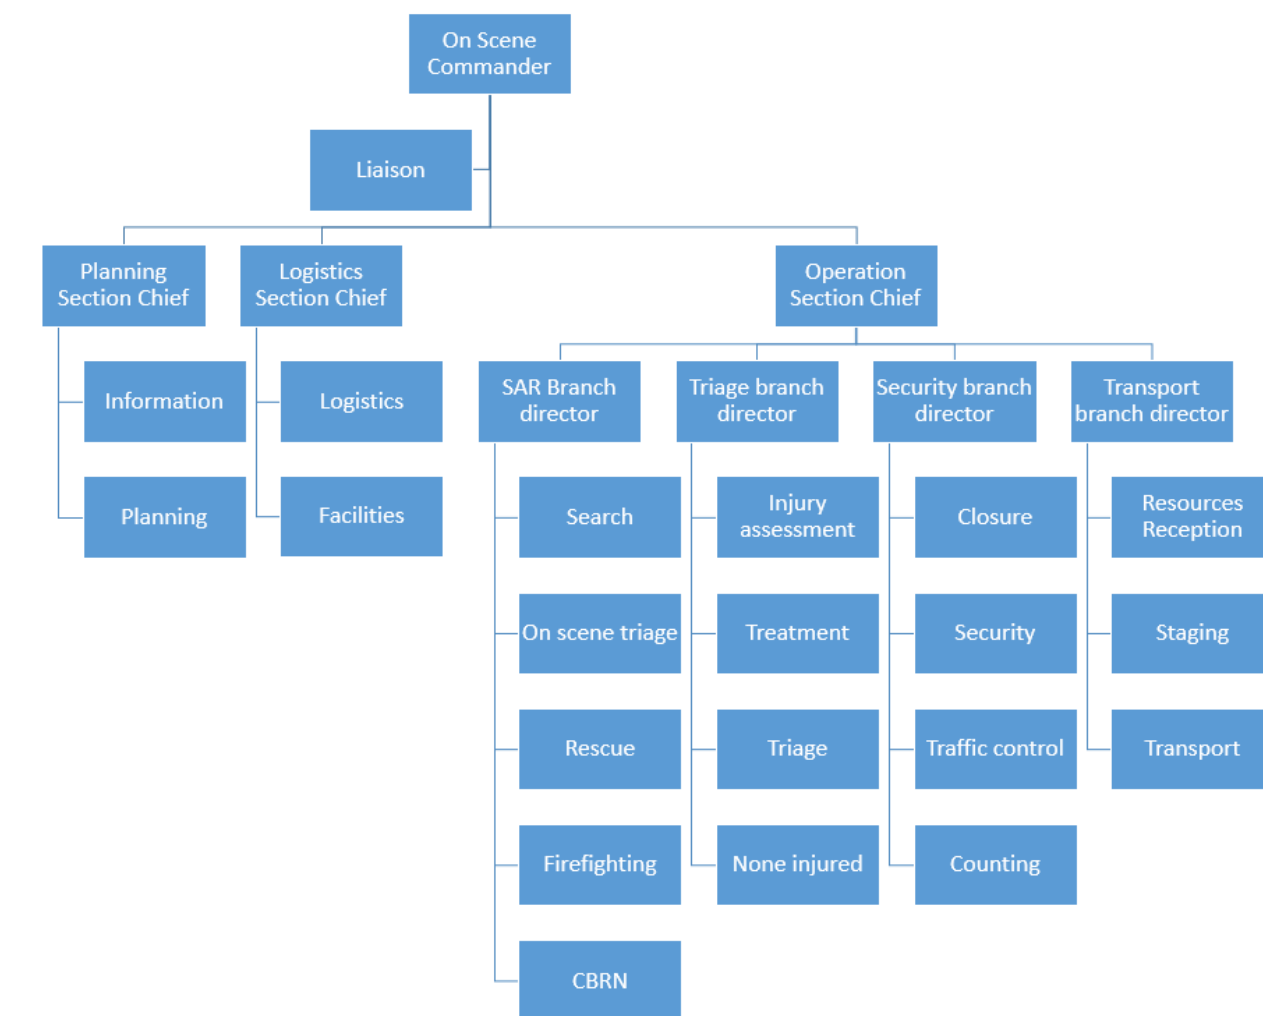 On Scene
Commander
Liaison
Planning
Section Chief
Logistics
Section Chief
Operation
Section Chief
Information
Planning
Logistics
Facilities
SAR Branch
director
Triage branch
director
Security branch
director
Transport
branch director
Search
On scene triage
Rescue
Firefighting
CBRN
Injury
assessment
Treatment
Triage
None injured
Closure
Security
Traffic control
Counting
Resources
Reception
Staging
Transport